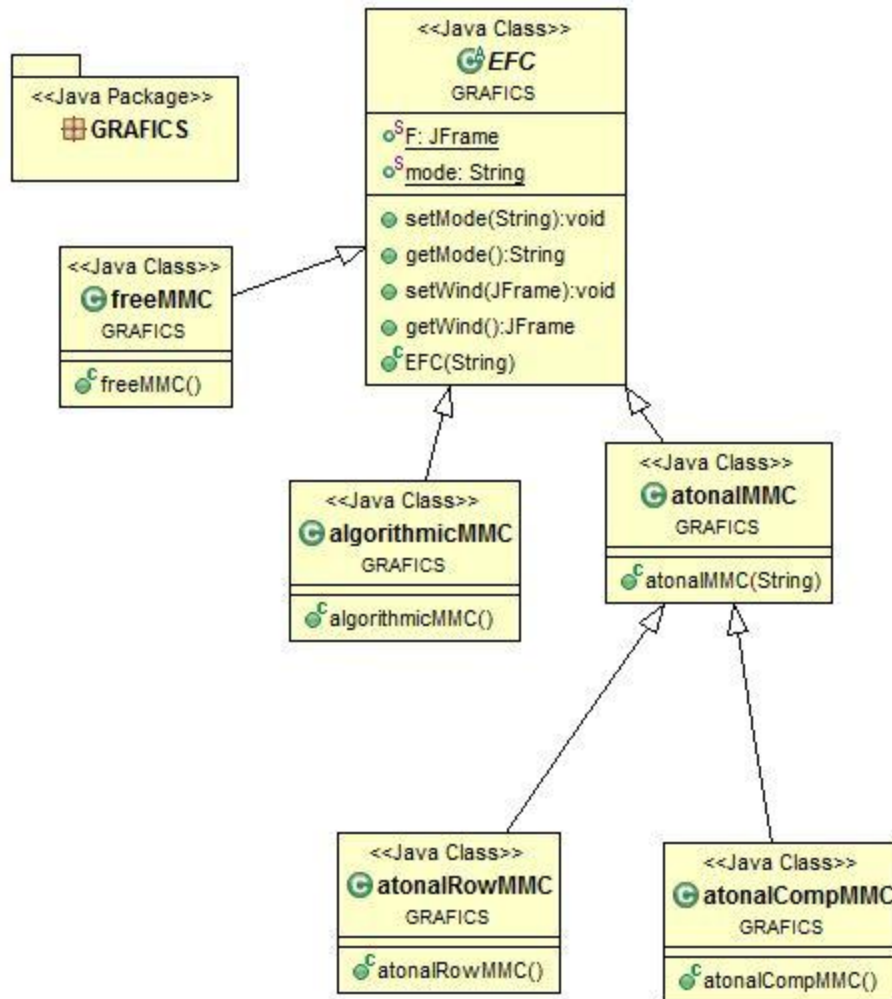 <<Java Package>>
GRAFICS
<<Java Class>>
EFC
GRAFICS
F: JFrame
mode: String
setMode(String):void
getMode():String
setWind(JFrame):void
getWind():JFrame
EFC(String)
<<Java Class>>
freeMMC
GRAFICS
freeMMC()
<<Java Class>>
algorithmicMMC
GRAFICS
algorithmicMMC()
<<Java Class>>
atonalMMC
GRAFICS
atonalMMC(String)
<<Java Class>>
atonalRowMMC
GRAFICS
atonalRowMMC()
<<Java Class>>
atonalCompMMC
GRAFICS
atonalCompMMC()